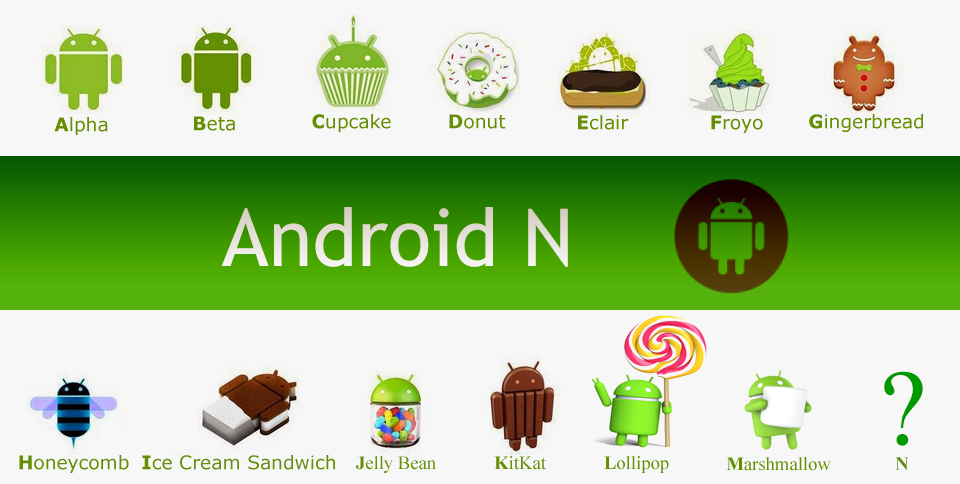 Alpha
Beta
Cupcake
Donut
Eclair
Froyo
Gingerbread
Android N
?
Honeycomb
Ice Cream Sandwich
Jelly Bean
KitKat
Lollipop
Marshmallow
N